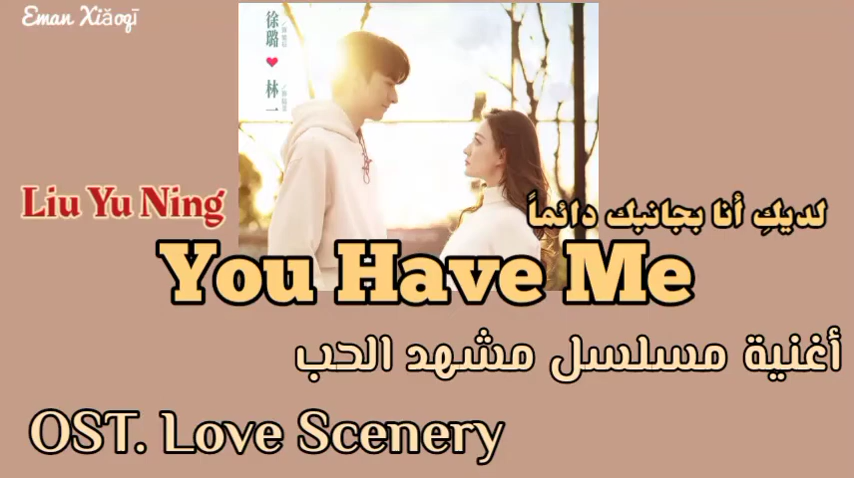 Eman Xiǎoqī
徐璐
林一
Liu Yu Ning
لديكِ أنا بجانبك دائماً
You Have Me
أغنية مسلسل مشهد الحب
OST. Love Scenery